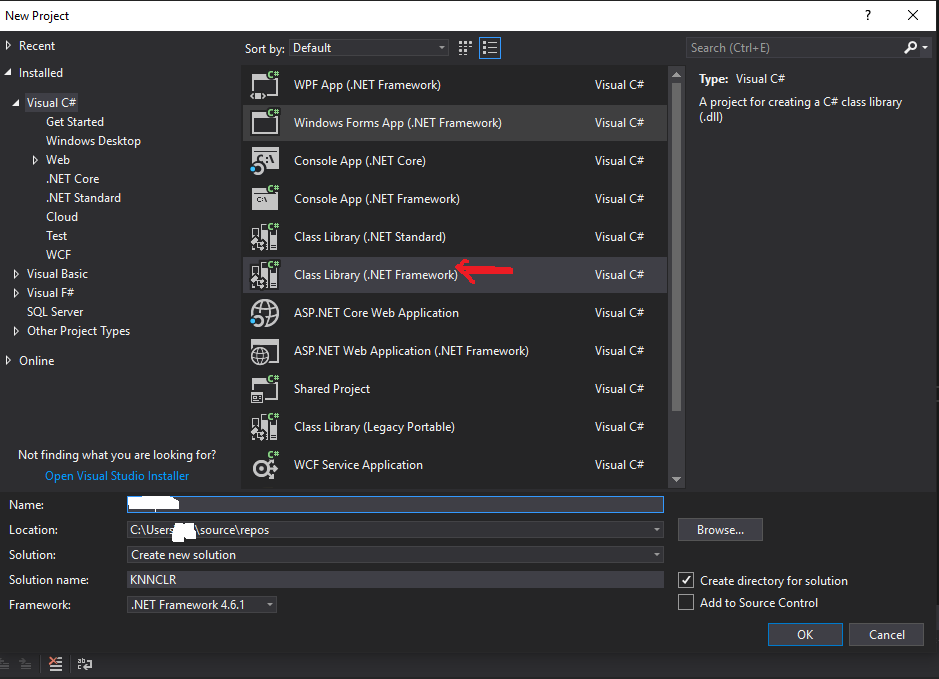 New Project
?
Recent
Installed
Visual C#
Get Started
Windows Desktop
Web
.NET Core
.NET Standard
Cloud
Test
WCF
Visual Basic
Visual F#
SQL Server
Other Project Types
Online
Not finding what you are looking for?
Open Visual Studio Installer
Sort by: Default
WPF App (.NET Framework) Visual C#
Windows Forms App (.NET Framework) Visual C#
Console App (.NET Core) Visual C#
Console App (.NET Framework) Visual C#
Class Library (.NET Standard) Visual C#
Class Library (.NET Framework) Visual C#
ASP.NET Core Web Application Visual C#
ASP.NET Web Application (.NET Framework) Visual C#
Shared Project Visual C#
Class Library (Legacy Portable) Visual C#
WCF Service Application Visual C#
Search (Ctrl+E)
Type: Visual C#
A project for creating a C# class library
(.dll)
Name:
Location: C:\Users \source\repos
Browse...
Solution: Create new solution
Solution name: KNNCLR
Create directory for solution
Framework: .NET Framework 4.6.1
Add to Source Control
OK Cancel